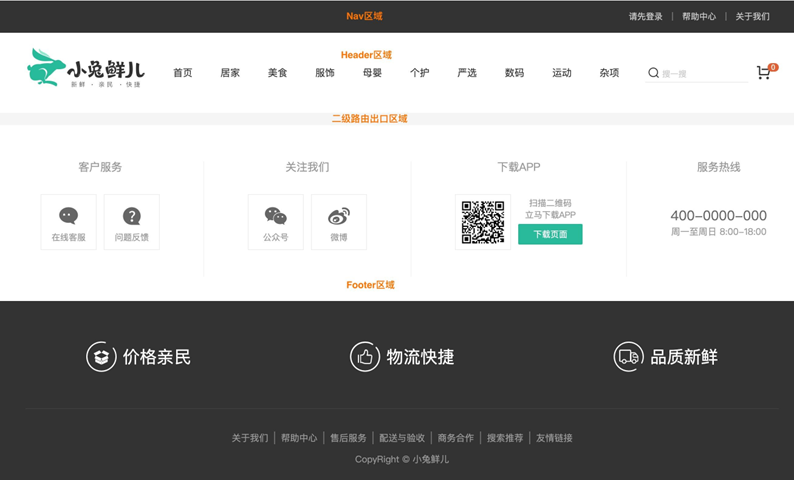 Nav区域
请先登录 | 帮助中心 | 关于我们
Header区域
小兔鲜儿
新鲜 · 亲民 · 快捷
首页 居家 美食 服饰 母婴 个护 严选 数码 运动 杂项
搜一搜
0
二级路由出口区域
客户服务 关注我们 下载APP 服务热线
在线客服 问题反馈 公众号 微博
扫描二维码
立马下载APP
下载页面
400-0000-000
周一至周日 8:00-18:00
Footer区域
价格亲民 物流快捷 品质新鲜
关于我们 | 帮助中心 | 售后服务 | 配送与验收 | 商务合作 | 搜索推荐 | 友情链接
CopyRight © 小兔鲜儿